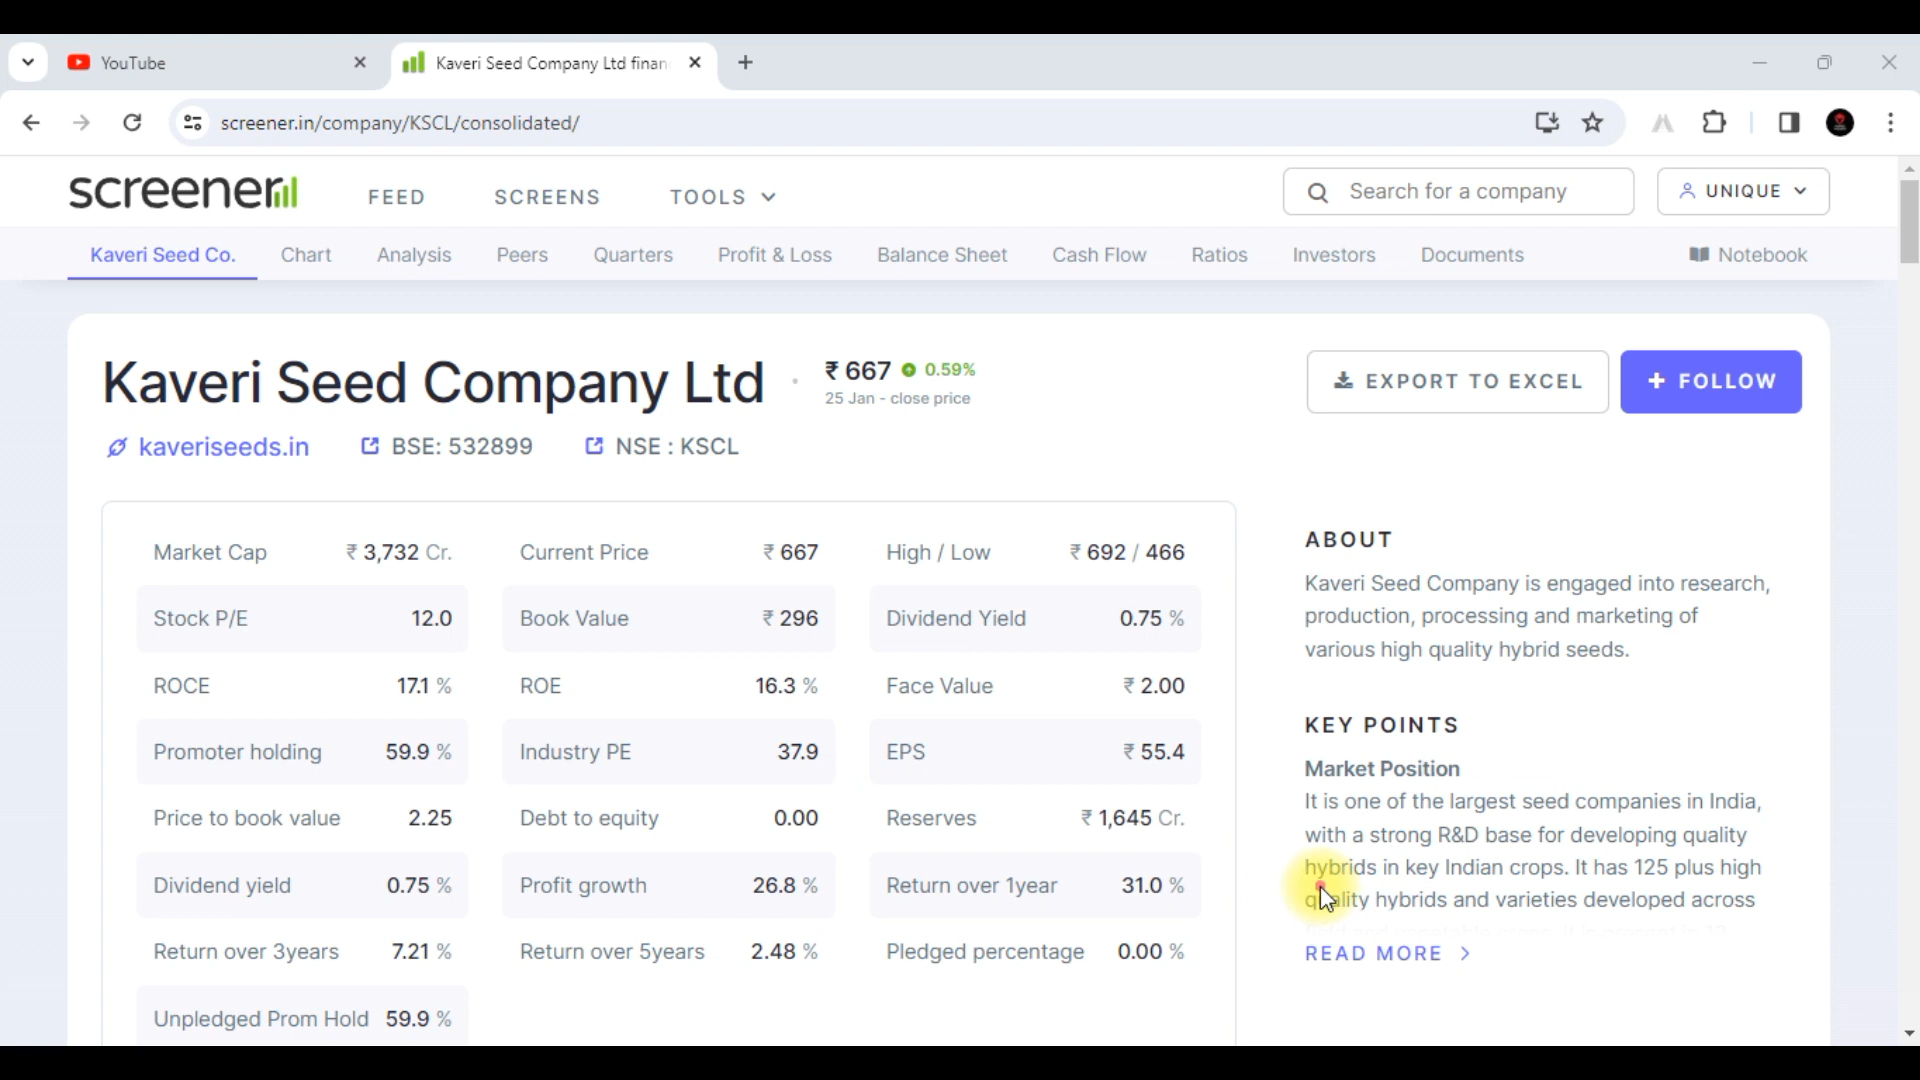 YouTube
Kaveri Seed Company Ltd finan
screener.in/company/KSCL/consolidated/
screener
FEED
SCREENS
TOOLS
Search for a company
UNIQUE
Kaveri Seed Co.
Chart
Analysis
Peers
Quarters
Profit & Loss
Balance Sheet
Cash Flow
Ratios
Investors
Documents
Notebook
Kaveri Seed Company Ltd
₹ 667 0.59%
25 Jan - close price
EXPORT TO EXCEL
+ FOLLOW
kaveriseeds.in
BSE: 532899
NSE : KSCL
Market Cap ₹ 3,732 Cr.
Current Price ₹ 667
High / Low ₹ 692 / 466
Stock P/E 12.0
Book Value ₹ 296
Dividend Yield 0.75 %
ROCE 17.1 %
ROE 16.3 %
Face Value ₹ 2.00
Promoter holding 59.9 %
Industry PE 37.9
EPS ₹ 55.4
Price to book value 2.25
Debt to equity 0.00
Reserves ₹ 1,645 Cr.
Dividend yield 0.75 %
Profit growth 26.8 %
Return over 1year 31.0 %
Return over 3years 7.21 %
Return over 5years 2.48 %
Pledged percentage 0.00 %
Unpledged Prom Hold 59.9 %
ABOUT
Kaveri Seed Company is engaged into research,
production, processing and marketing of
various high quality hybrid seeds.
KEY POINTS
Market Position
It is one of the largest seed companies in India,
with a strong R&D base for developing quality
hybrids in key Indian crops. It has 125 plus high
quality hybrids and varieties developed across
READ MORE